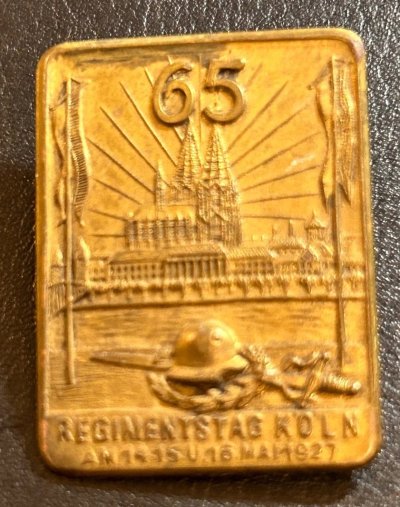 65
REGIMENTSTAG KÖLN
AM 14.15 U. 16 MAI 1927